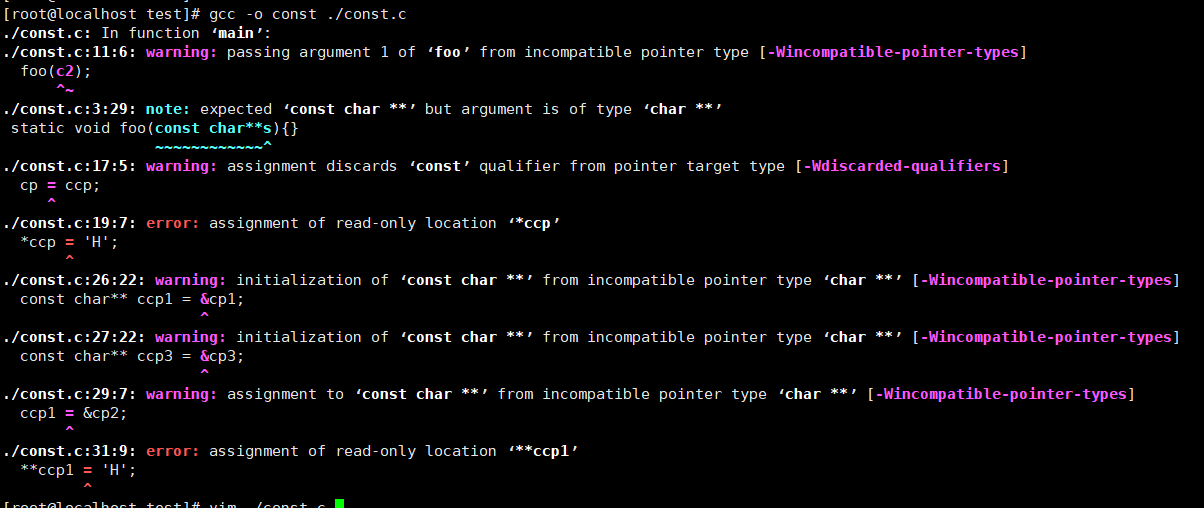 [root@localhost test]# gcc -o const ./const.c
./const.c: In function ‘main’:
./const.c:11:6: warning: passing argument 1 of ‘foo’ from incompatible pointer type [-Wincompatible-pointer-types]
  foo(c2);
      ^~
./const.c:3:29: note: expected ‘const char **’ but argument is of type ‘char **’
 static void foo(const char**s){}
                 ~~~~~~~~~~~~^
./const.c:17:5: warning: assignment discards ‘const’ qualifier from pointer target type [-Wdiscarded-qualifiers]
  cp = ccp;
     ^
./const.c:19:7: error: assignment of read-only location ‘*ccp’
  *ccp = 'H';
       ^
./const.c:26:22: warning: initialization of ‘const char **’ from incompatible pointer type ‘char **’ [-Wincompatible-pointer-types]
  const char** ccp1 = &cp1;
                      ^
./const.c:27:22: warning: initialization of ‘const char **’ from incompatible pointer type ‘char **’ [-Wincompatible-pointer-types]
  const char** ccp3 = &cp3;
                      ^
./const.c:29:7: warning: assignment to ‘const char **’ from incompatible pointer type ‘char **’ [-Wincompatible-pointer-types]
  ccp1 = &cp2;
       ^
./const.c:31:9: error: assignment of read-only location ‘**ccp1’
  **ccp1 = 'H';
         ^
[root@localhost test]# vim ./const.c